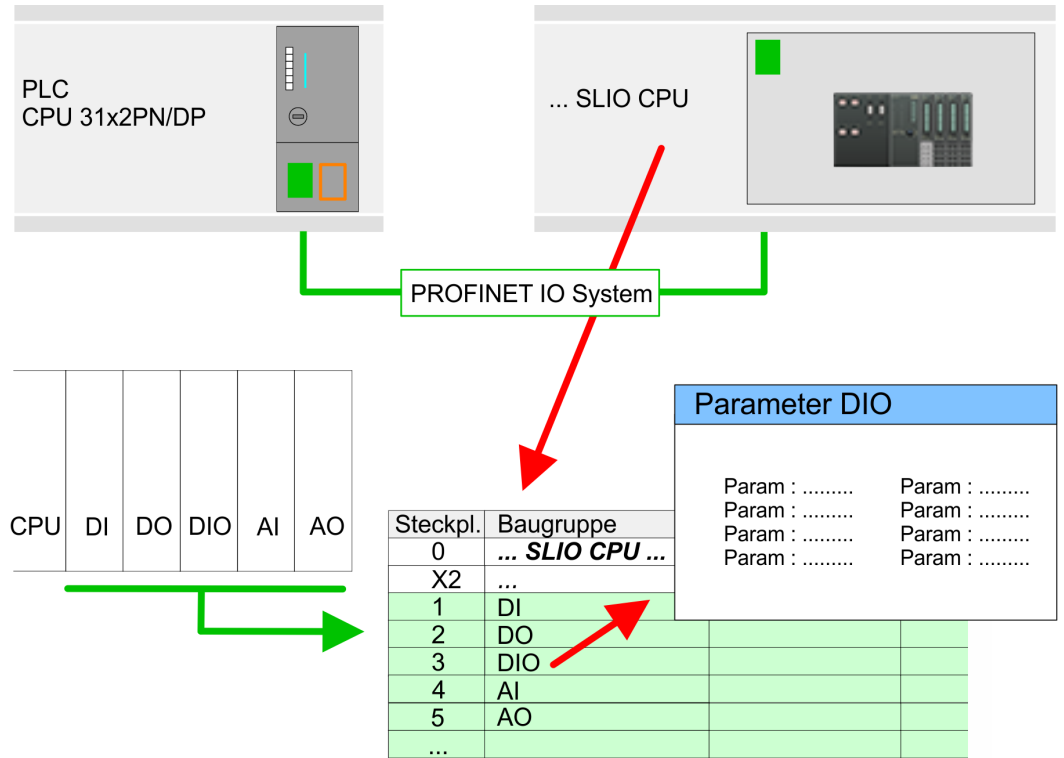 PLC
CPU 31x2PN/DP
... SLIO CPU
PROFINET IO System
CPU DI DO DIO AI AO
Parameter DIO
Param : ......... Param : .........
Param : ......... Param : .........
Param : ......... Param : .........
Param : ......... Param : .........
Steckpl. Baugruppe
0 ... SLIO CPU ...
X2 ...
1 DI
2 DO
3 DIO
4 AI
5 AO
...